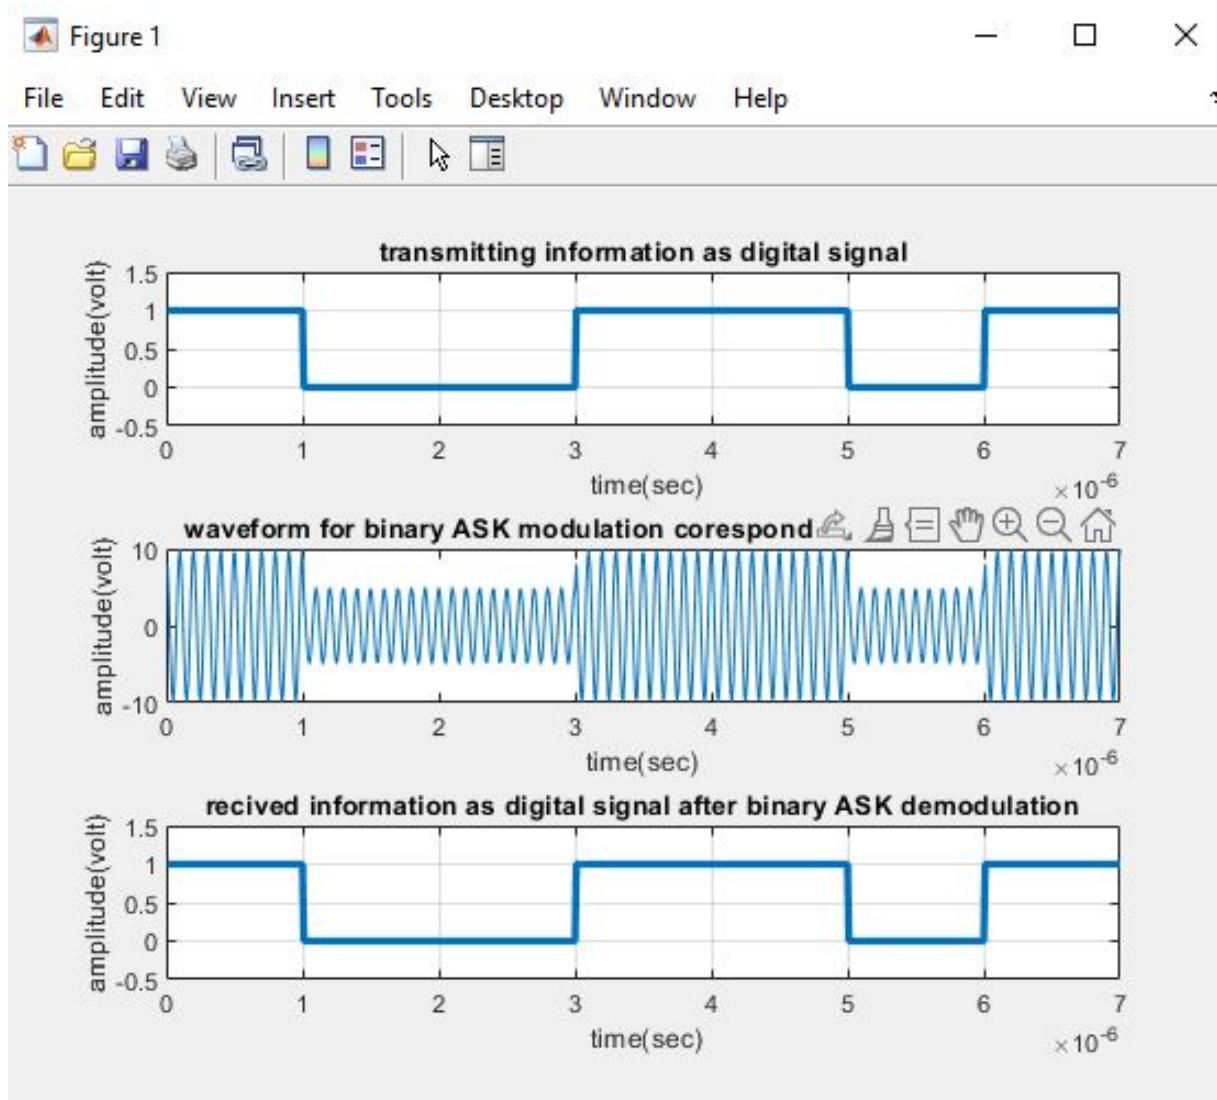 Figure 1
File Edit View Insert Tools Desktop Window Help
transmitting information as digital signal
amplitude(volt)
1.5
1
0.5
0
-0.5
0 1 2 3 4 5 6 7
time(sec)
×10-6
waveform for binary ASK modulation corespond
amplitude(volt)
10
0
-10
0 1 2 3 4 5 6 7
time(sec)
×10-6
recived information as digital signal after binary ASK demodulation
amplitude(volt)
1.5
1
0.5
0
-0.5
0 1 2 3 4 5 6 7
time(sec)
×10-6